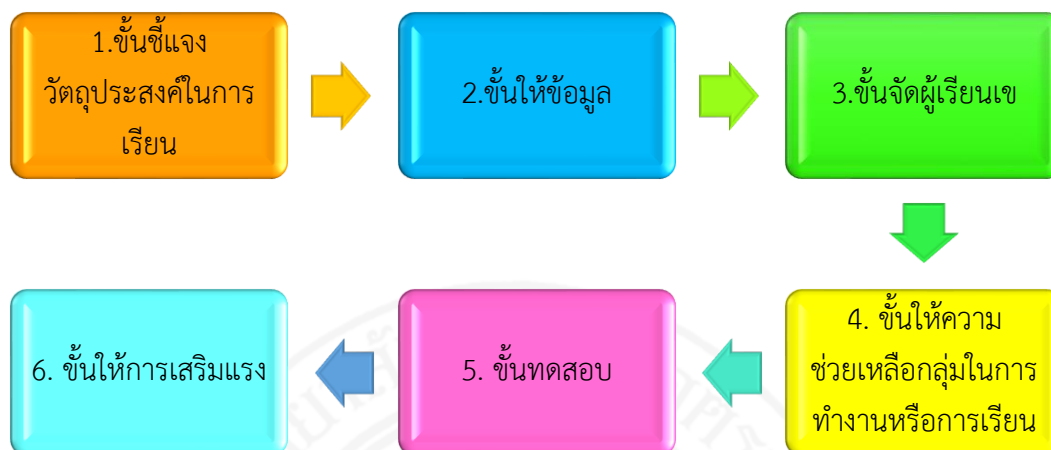 1.ขั้นชี้แจง
วัตถุประสงค์ในการ
เรียน
2.ขั้นให้ข้อมูล
3.ขั้นจัดผู้เรียนเข
4. ขั้นให้ความ
ช่วยเหลือกลุ่มในการ
ทำงานหรือการเรียน
5. ขั้นทดสอบ
6. ขั้นให้การเสริมแรง